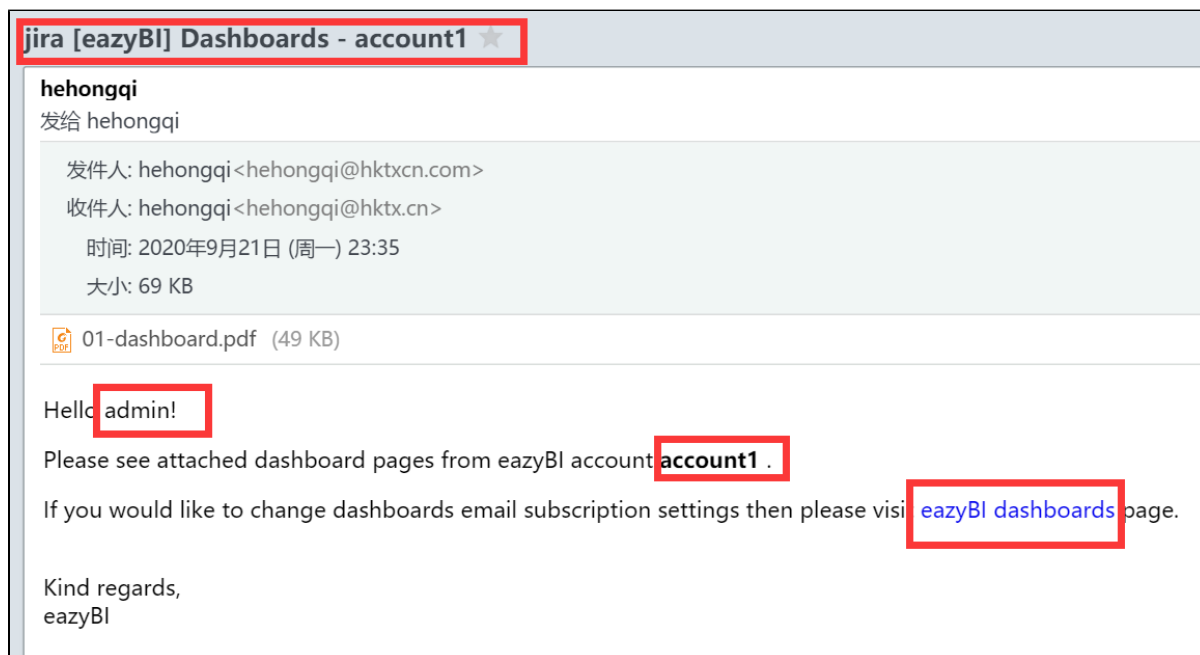 jira [eazyBI] Dashboards - account1
hehongqi
发给 hehongqi
发件人: hehongqi<hehongqi@hktxcn.com>
收件人: hehongqi<hehongqi@hktx.cn>
时间: 2020年9月21日 (周一) 23:35
大小: 69 KB
01-dashboard.pdf (49 KB)
Hello admin!
Please see attached dashboard pages from eazyBI account account1 .
If you would like to change dashboards email subscription settings then please visi eazyBI dashboards page.
Kind regards,
eazyBI